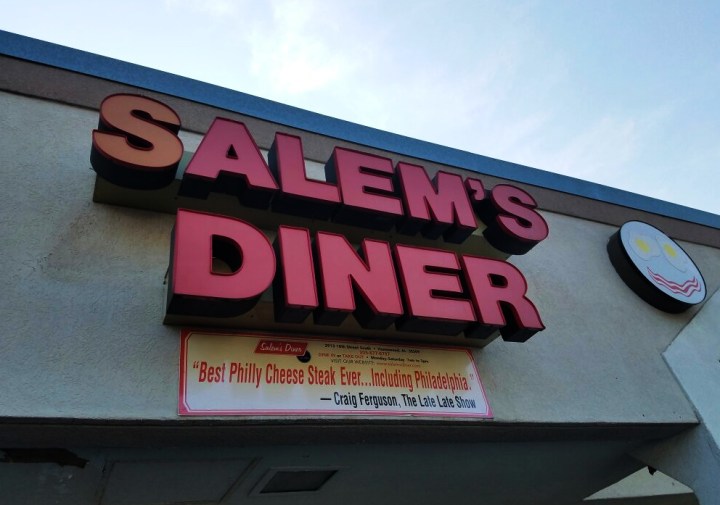 SALEM'S
DINER
Salem's Diner
"Best Philly Cheese Steak Ever...Including Philadelphia."
— Craig Ferguson, The Late Late Show